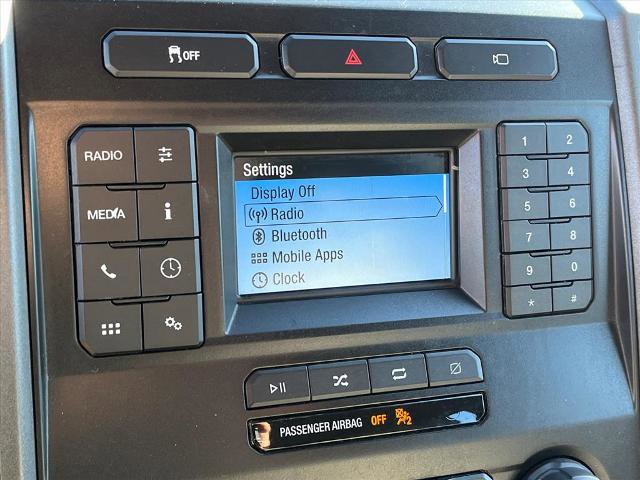 OFF
RADIO
MEDIA
Settings
Display Off
Radio
Bluetooth
Mobile Apps
Clock
1 2
3 4
5 6
7 8
9 0
* #
PASSENGER AIRBAG OFF 2